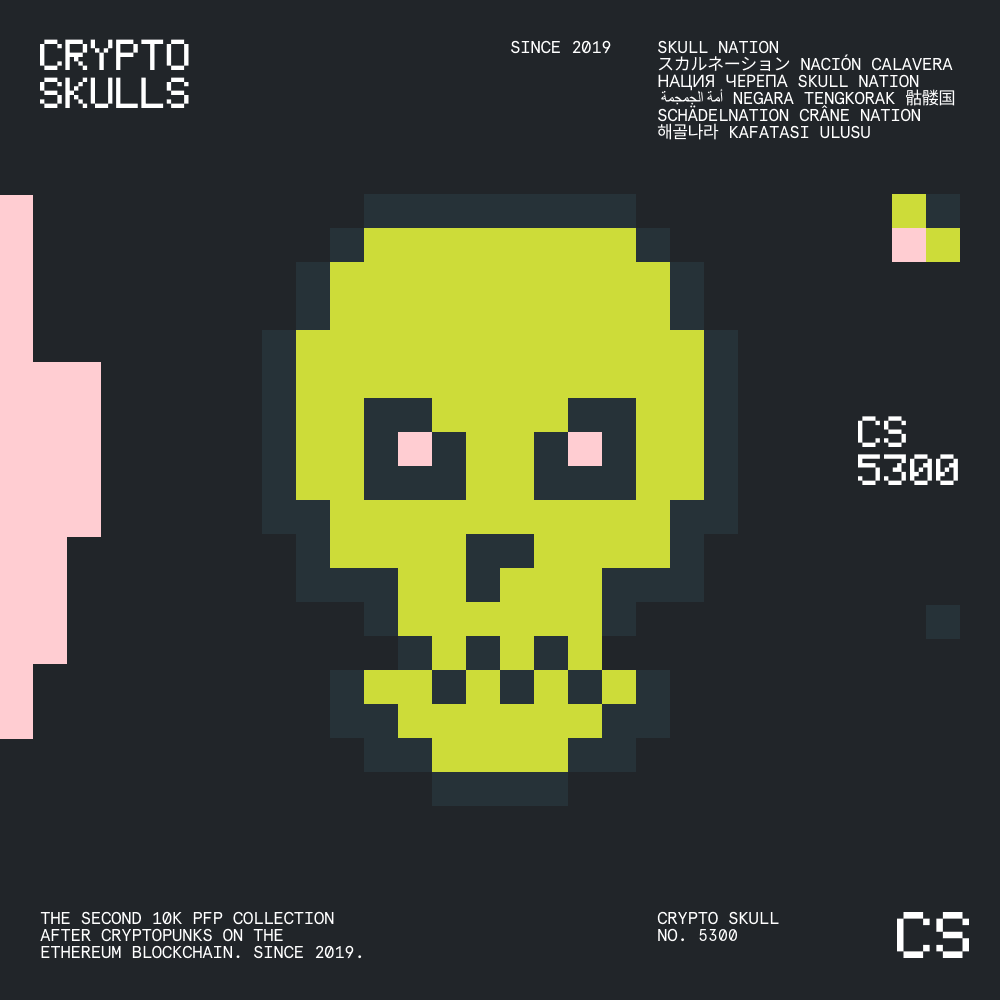 CRYPTO
SKULLS
SINCE 2019
SKULL NATION
スカルネーション NACIÓN CALAVERA
НАЦИЯ ЧЕРЕПА SKULL NATION
أمة الجمجمة NEGARA TENGKORAK 骷髅国
SCHÄDELNATION CRÂNE NATION
해골나라 KAFATASI ULUSU
CS
5300
THE SECOND 10K PFP COLLECTION
AFTER CRYPTOPUNKS ON THE
ETHEREUM BLOCKCHAIN. SINCE 2019.
CRYPTO SKULL
NO. 5300
CS